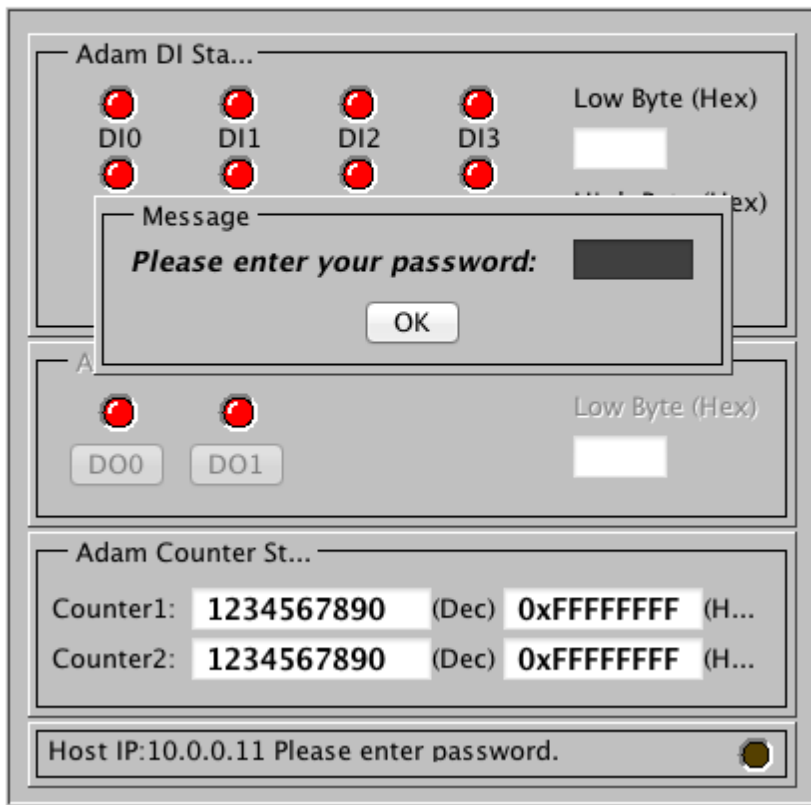 Adam DI Sta...
Low Byte (Hex)
DI0 DI1 DI2 DI3
ex)
Message
Please enter your password:
OK
A
Low Byte (Hex)
DO0 DO1
Adam Counter St...
Counter1: 1234567890 (Dec) 0xFFFFFFFF (H...
Counter2: 1234567890 (Dec) 0xFFFFFFFF (H...
Host IP:10.0.0.11 Please enter password.